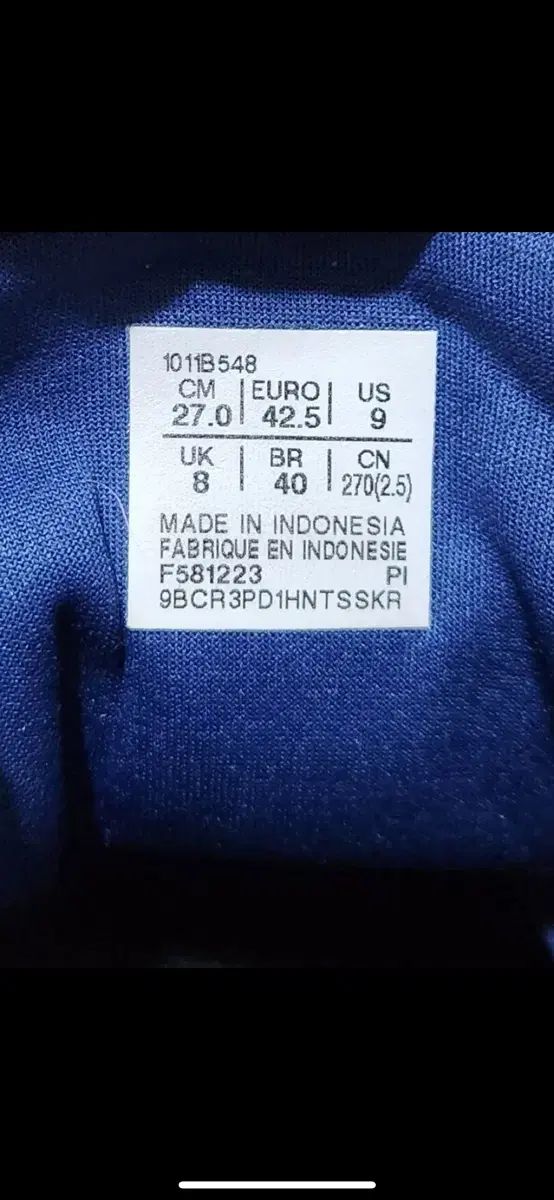 1011B548
CM | EURO | US
27.0 | 42.5 | 9
UK | BR | CN
8 | 40 | 270(2.5)
MADE IN INDONESIA
FABRIQUE EN INDONESIE
F581223 PI
9BCR3PD1HNTSSKR